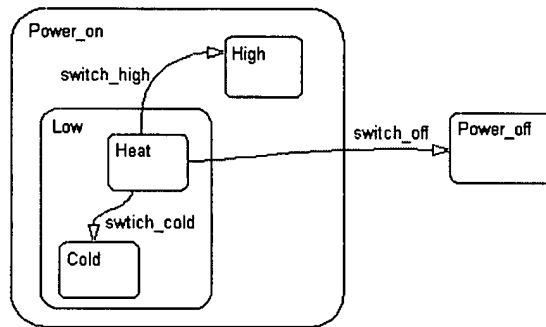 Power_on
High
switch_high
Low
Heat
switch_off
Power_off
swtich_cold
Cold